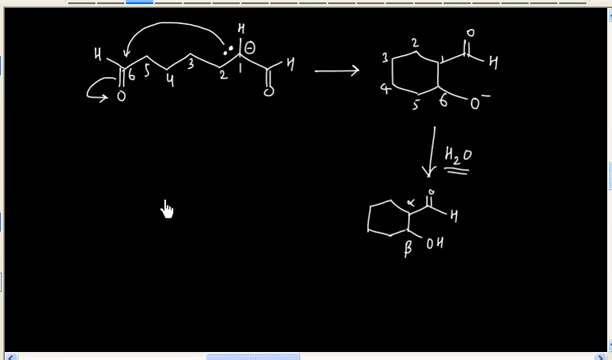 H H H
⊖
6 5 4 3 2 1
O O
O
2 H
3 1
4 6 O⁻
5
H₂O
O
α H
β OH